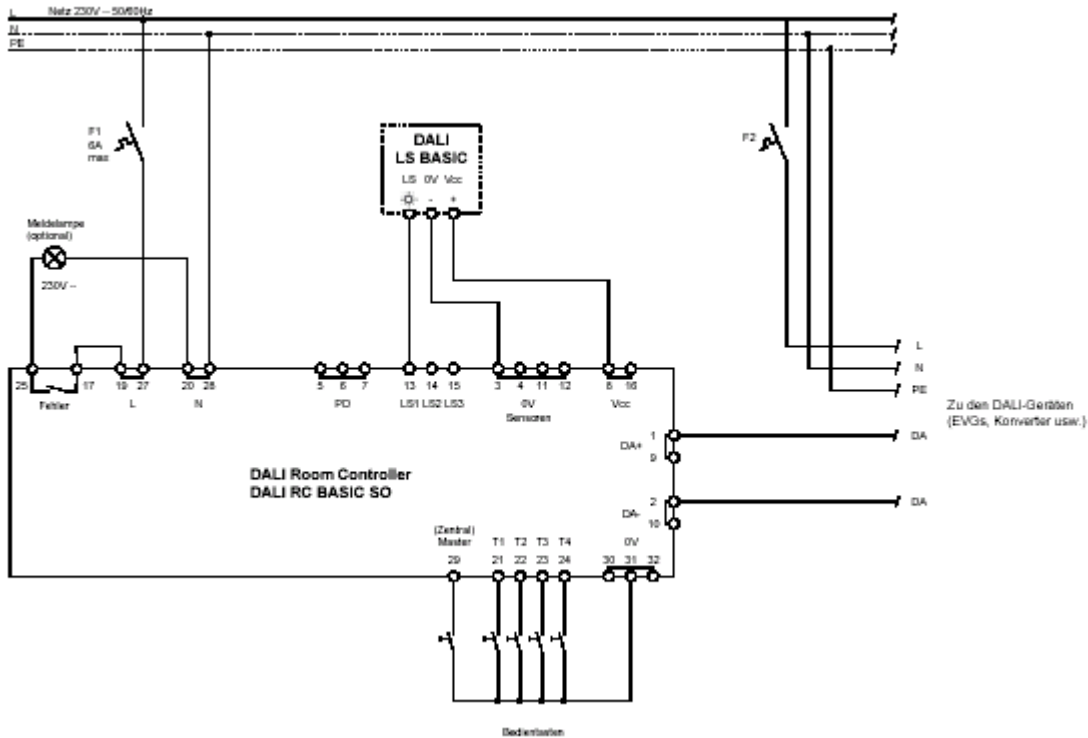 L Netz 230V ~ 50/60Hz
N
PE
F1
6A
max
DALI
LS BASIC
LS 0V Vcc
- +
F2
Meldelampe
(optional)
230V ~
L
N
PE
Zu den DALI-Geräten
(EVGs, Konverter usw.)
25 17 19 27 20 28 5 6 7 13 14 15 3 4 11 12 8 16
Fehler L N PD LS1 LS2 LS3 0V Vcc
Sensoren
DA+ 1 DA
9
DALI Room Controller
DALI RC BASIC SO
2 DA
DA-
10
(Zentral)
Master T1 T2 T3 T4 0V
29 21 22 23 24 30 31 32
Bedientasten